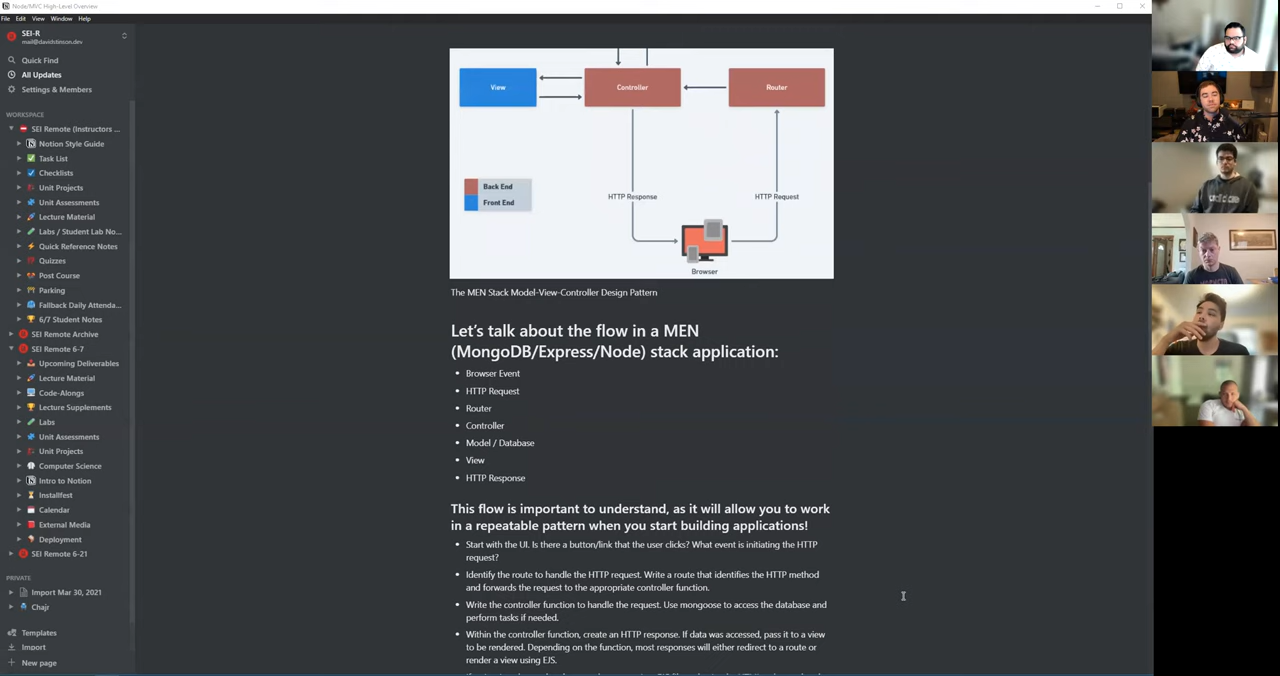 Node/MVC High-Level Overview
File Edit View Window Help
SEI-R
mail@davidstinson.dev
Quick Find
All Updates
Settings & Members
WORKSPACE
SEI Remote (Instructors ...
Notion Style Guide
Task List
Checklists
Unit Projects
Unit Assessments
Lecture Material
Labs / Student Lab No...
Quick Reference Notes
Quizzes
Post Course
Parking
Fallback Daily Attenda...
6/7 Student Notes
SEI Remote Archive
SEI Remote 6-7
Upcoming Deliverables
Lecture Material
Code-Alongs
Lecture Supplements
Labs
Unit Assessments
Unit Projects
Computer Science
Intro to Notion
Installfest
Calendar
External Media
Deployment
SEI Remote 6-21
PRIVATE
Import Mar 30, 2021
Templates
Import
New page
View
Controller
Router
Back End
Front End
HTTP Response
HTTP Request
Browser
The MEN Stack Model-View-Controller Design Pattern
Let's talk about the flow in a MEN
(MongoDB/Express/Node) stack application:
• Browser Event
• HTTP Request
• Router
• Controller
• Model / Database
• View
• HTTP Response
This flow is important to understand, as it will allow you to work
in a repeatable pattern when you start building applications!
• Start with the UI. Is there a button/link that the user clicks? What event is initiating the HTTP
request?
• Identify the route to handle the HTTP request. Write a route that identifies the HTTP method
and forwards the request to the appropriate controller function.
• Write the controller function to handle the request. Use mongoose to access the database and
perform tasks if needed.
• Within the controller function, create an HTTP response. If data was accessed, pass it to a view
to be rendered. Depending on the function, most responses will either redirect to a route or
render a view using EJS.